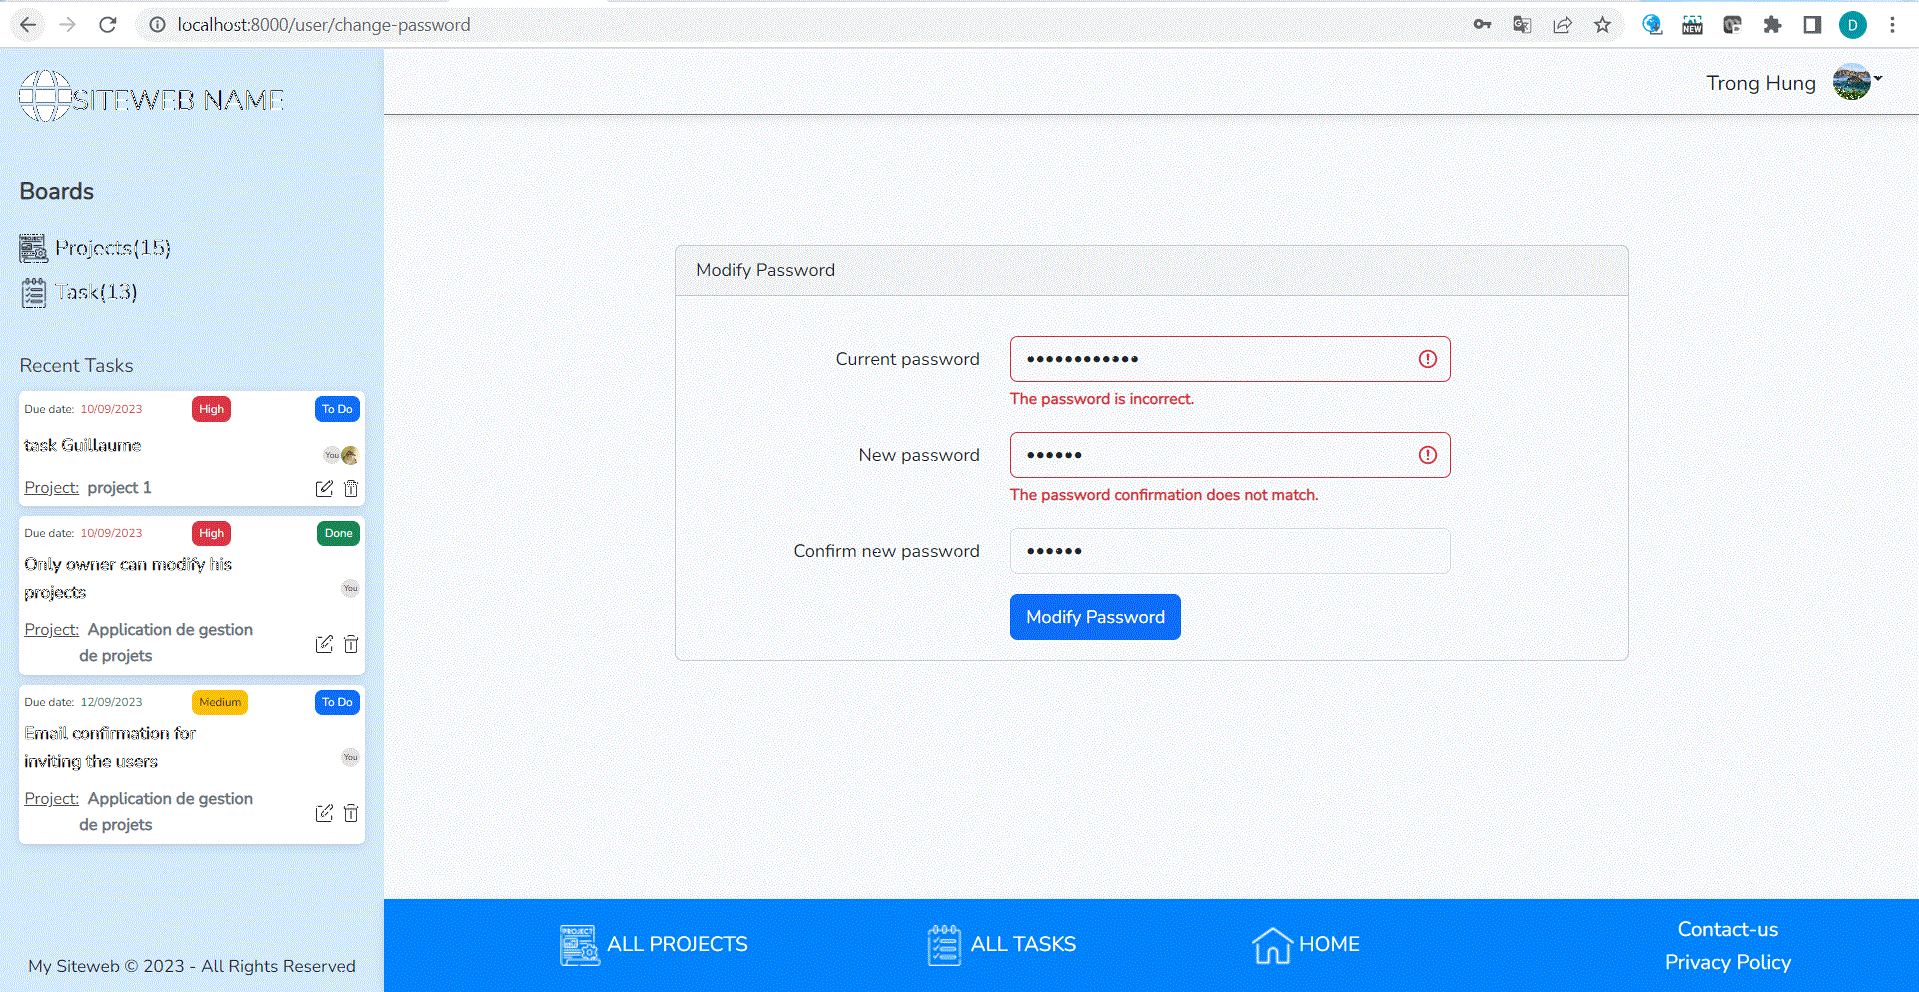 localhost:8000/user/change-password
NEW
D
SITEWEB NAME
Trong Hung
Boards
PROJECT
Projects(15)
Task(13)
Recent Tasks
Due date: 10/09/2023 High To Do
task Guillaume
You
Project: project 1
Due date: 10/09/2023 High Done
Only owner can modify his
projects
You
Project: Application de gestion
de projets
Due date: 12/09/2023 Medium To Do
Email confirmation for
inviting the users
You
Project: Application de gestion
de projets
My Siteweb © 2023 - All Rights Reserved
Modify Password
Current password ••••••••••••
The password is incorrect.
New password ••••••
The password confirmation does not match.
Confirm new password ••••••
Modify Password
PROJECT
ALL PROJECTS
ALL TASKS
HOME
Contact-us
Privacy Policy